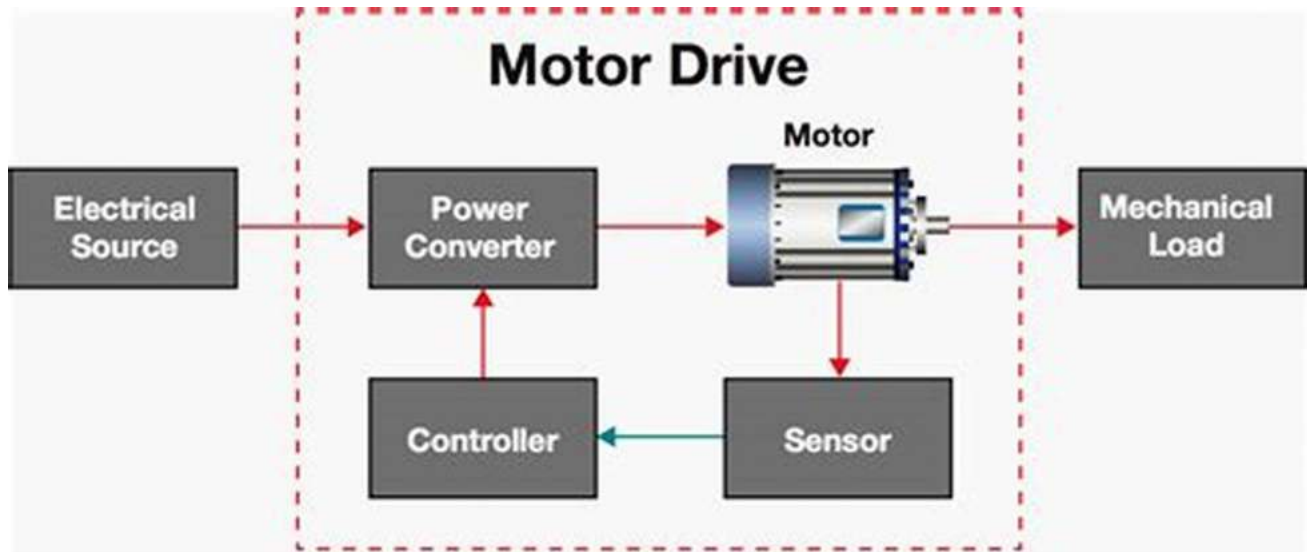 Motor Drive
Motor
Electrical
Source
Power
Converter
Mechanical
Load
Controller
Sensor